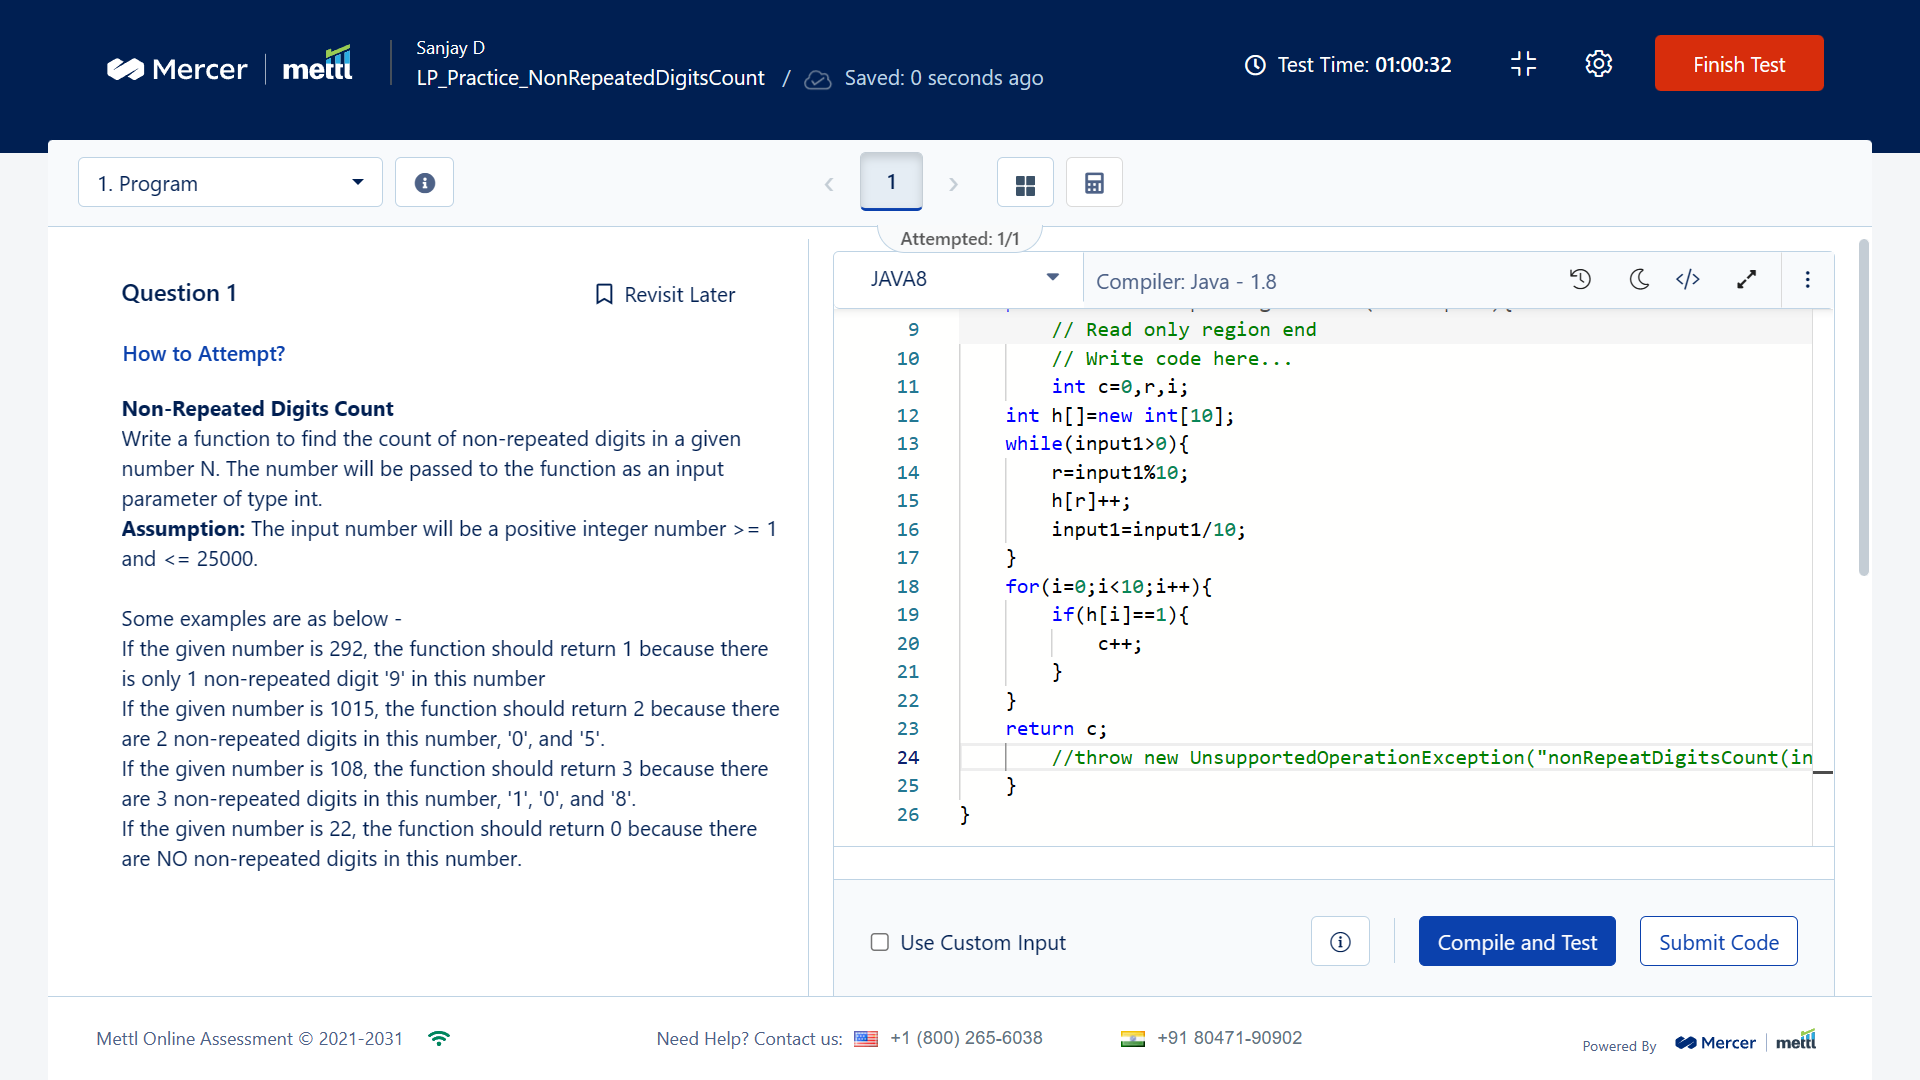 Mercer mettl
Sanjay D
LP_Practice_NonRepeatedDigitsCount / Saved: 0 seconds ago
Test Time: 01:00:32
Finish Test
1. Program
1
Attempted: 1/1
Question 1
Revisit Later
How to Attempt?
Non-Repeated Digits Count
Write a function to find the count of non-repeated digits in a given
number N. The number will be passed to the function as an input
parameter of type int.
Assumption: The input number will be a positive integer number >= 1
and <= 25000.
Some examples are as below -
If the given number is 292, the function should return 1 because there
is only 1 non-repeated digit '9' in this number
If the given number is 1015, the function should return 2 because there
are 2 non-repeated digits in this number, '0', and '5'.
If the given number is 108, the function should return 3 because there
are 3 non-repeated digits in this number, '1', '0', and '8'.
If the given number is 22, the function should return 0 because there
are NO non-repeated digits in this number.
JAVA8
Compiler: Java - 1.8
9 // Read only region end
10 // Write code here...
11 int c=0,r,i;
12 int h[]=new int[10];
13 while(input1>0){
14 r=input1%10;
15 h[r]++;
16 input1=input1/10;
17 }
18 for(i=0;i<10;i++){
19 if(h[i]==1){
20 c++;
21 }
22 }
23 return c;
24 //throw new UnsupportedOperationException("nonRepeatDigitsCount(in
25 }
26 }
Use Custom Input
Compile and Test
Submit Code
Mettl Online Assessment © 2021-2031
Need Help? Contact us: +1 (800) 265-6038
+91 80471-90902
Powered By Mercer mettl